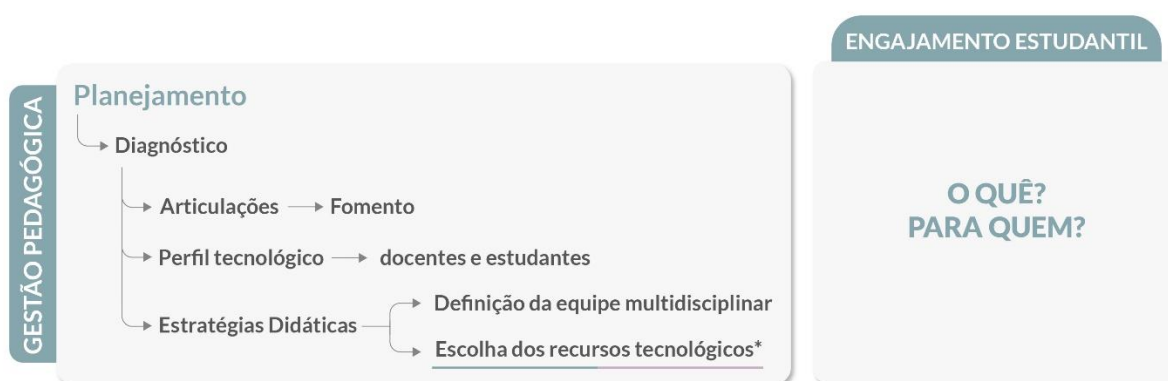 GESTÃO PEDAGÓGICA
Planejamento
Diagnóstico
Articulações
Fomento
Perfil tecnológico
docentes e estudantes
Estratégias Didáticas
Definição da equipe multidisciplinar
Escolha dos recursos tecnológicos*
ENGAJAMENTO ESTUDANTIL
O QUÊ?
PARA QUEM?